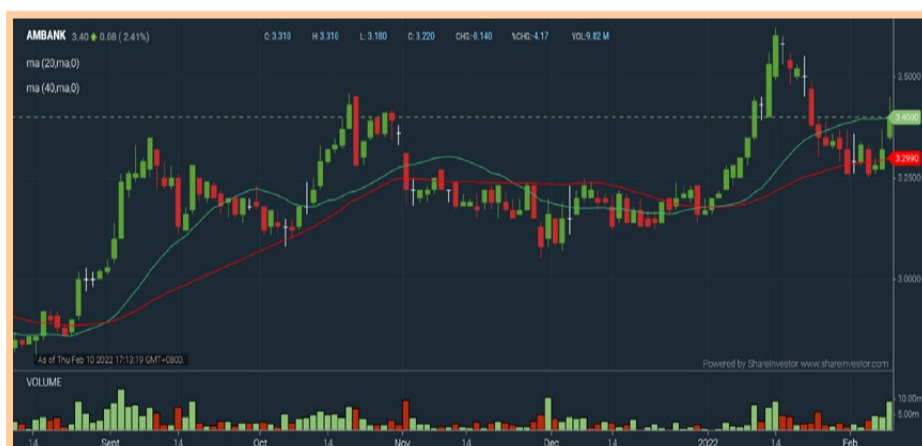 AMBANK 3.40 0.08 (2.41%) C: 3.310 H: 3.310 L: 3.180 C: 3.220 CHG:-0.140 %CHG:-4.17 VOL:9.82 M
ma (20,ma,0)
ma (40,ma,0)
3.5000
3.4000
3.2990
3.2500
3.0000
As of Thu Feb 10 2022 17:13:19 GMT+0800.
Powered by ShareInvestor www.shareinvestor.com
VOLUME
10.00m
5.00m
14 Sept 14 Oct 14 Nov 14 Dec 14 2022 14 Feb